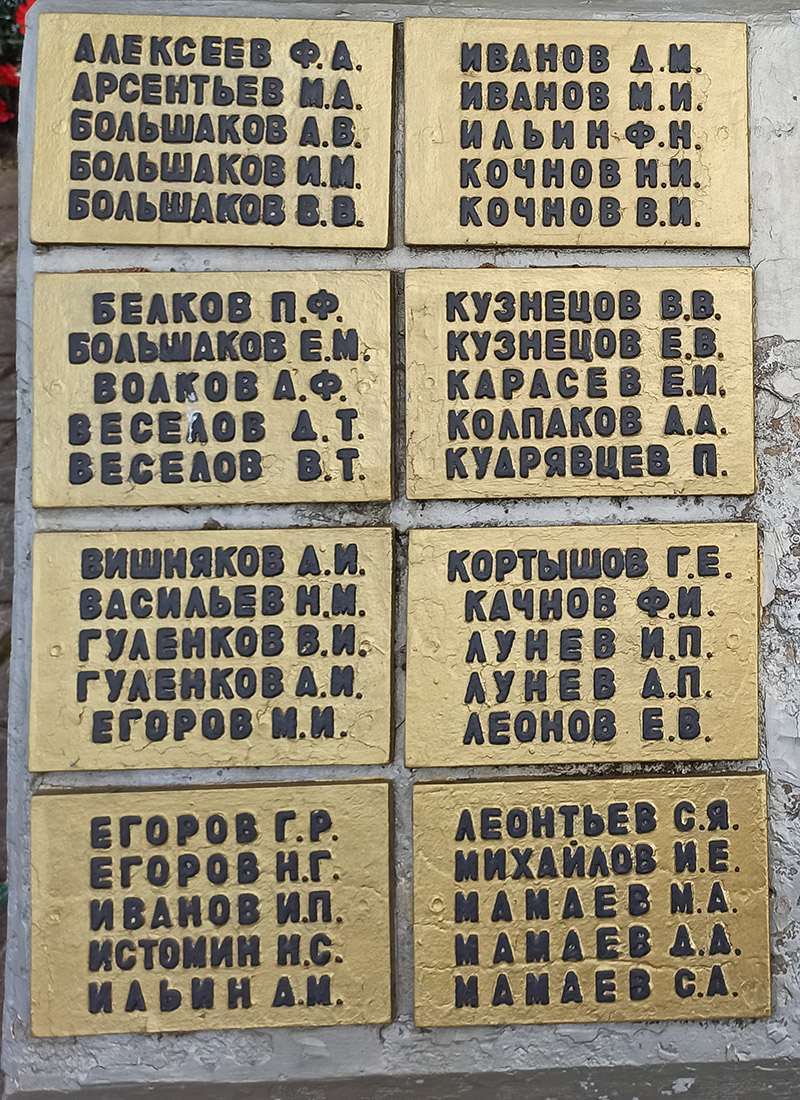 АЛЕКСЕЕВ Ф.А.
АРСЕНТЬЕВ М.А.
БОЛЬШАКОВ А.В.
БОЛЬШАКОВ И.М.
БОЛЬШАКОВ В.В.
БЕЛКОВ П.Ф.
БОЛЬШАКОВ Е.М.
ВОЛКОВ А.Ф.
ВЕСЕЛОВ Д.Т.
ВЕСЕЛОВ В.Т.
ВИШНЯКОВ А.И.
ВАСИЛЬЕВ Н.М.
ГУЛЕНКОВ В.И.
ГУЛЕНКОВ А.И.
ЕГОРОВ М.И.
ЕГОРОВ Г.Р.
ЕГОРОВ Н.Г.
ИВАНОВ И.П.
ИСТОМИН Н.С.
ИЛЬИН А.М.
ИВАНОВ Д.М.
ИВАНОВ М.И.
ИЛЬИН Ф.Н.
КОЧНОВ Н.И.
КОЧНОВ В.И.
КУЗНЕЦОВ В.В.
КУЗНЕЦОВ Е.В.
КАРАСЕВ Е.И.
КОЛПАКОВ А.А.
КУДРЯВЦЕВ П.
КОРТЫШОВ Г.Е.
КАЧНОВ Ф.И.
ЛУНЕВ И.П.
ЛУНЕВ А.П.
ЛЕОНОВ Е.В.
ЛЕОНТЬЕВ С.Я.
МИХАЙЛОВ И.Е.
МАМАЕВ М.А.
МАМАЕВ Д.А.
МАМАЕВ С.А.